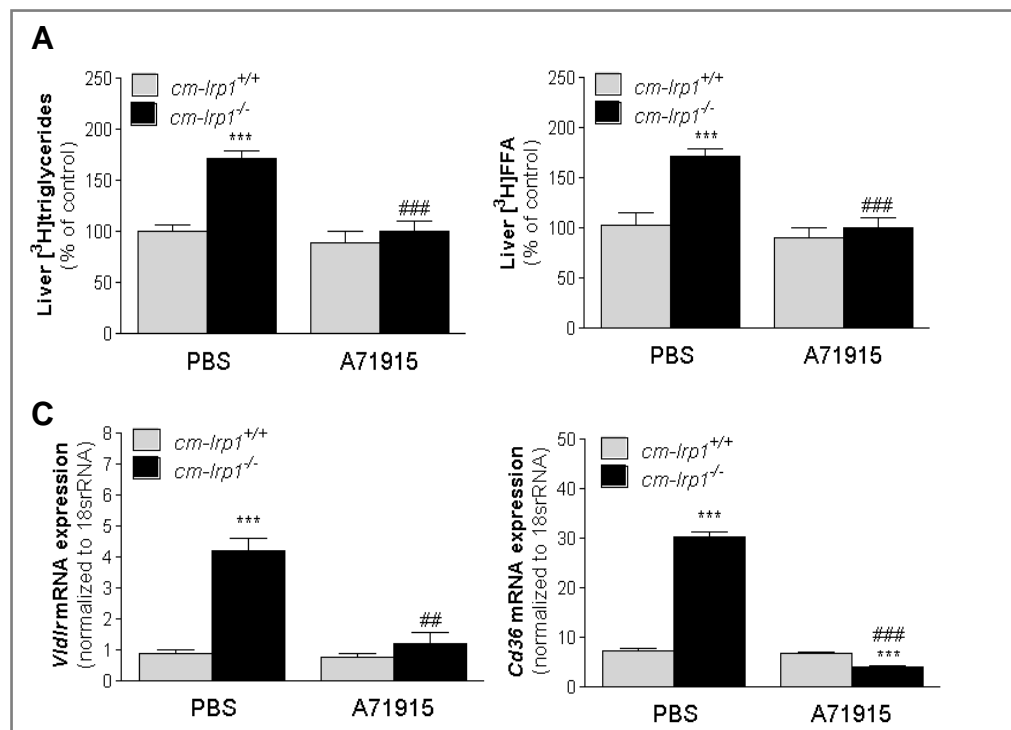 A
Liver [³H]triglycerides
(% of control)
250
200
150
100
50
0
cm-lrp1+/+
cm-lrp1-/-
***
###
PBS
A71915
Liver [³H]FFA
(% of control)
250
200
150
100
50
0
cm-lrp1+/+
cm-lrp1-/-
***
###
PBS
A71915
C
Vldlr mRNA expression
(normalized to 18srRNA)
8
7
6
5
4
3
2
1
0
cm-lrp1+/+
cm-lrp1-/-
***
##
PBS
A71915
Cd36 mRNA expression
(normalized to 18srRNA)
50
40
30
20
10
0
cm-lrp1+/+
cm-lrp1-/-
***
###
***
PBS
A71915